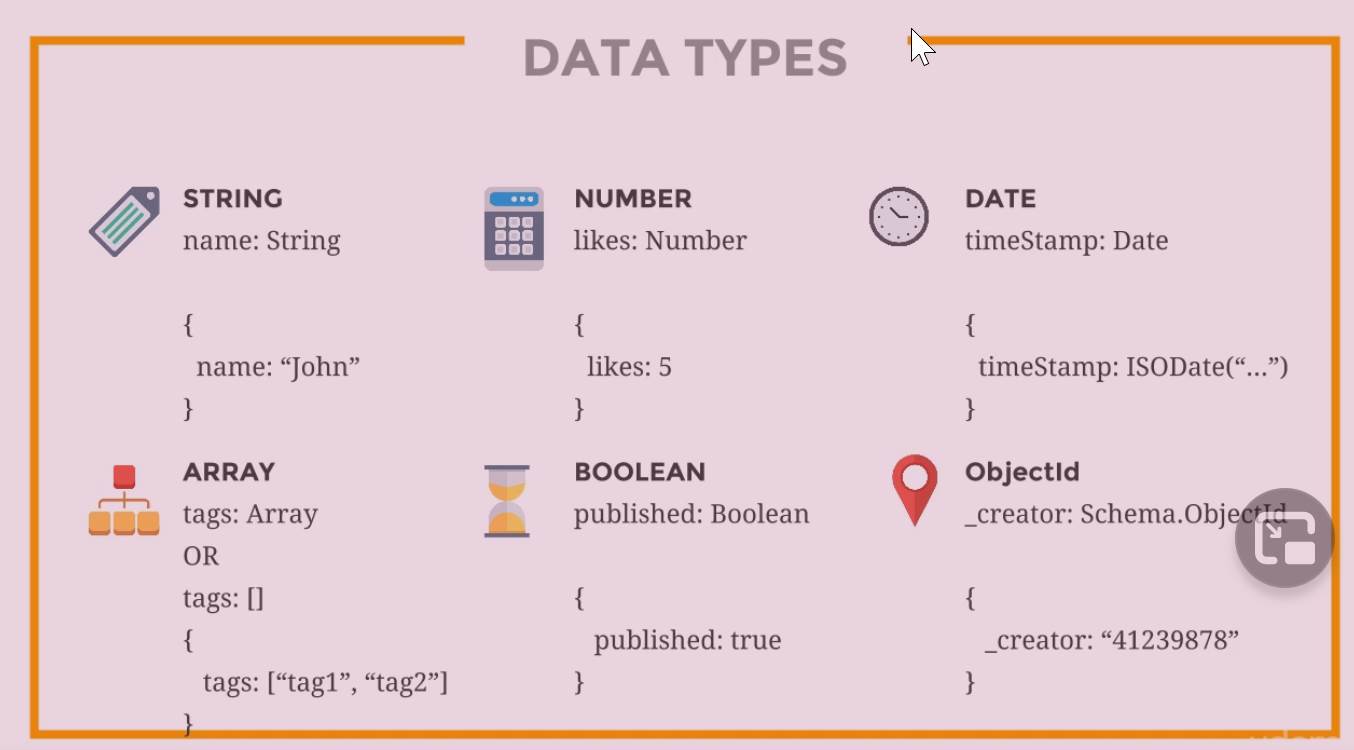 DATA TYPES
STRING
name: String
{
name: “John”
}
NUMBER
likes: Number
{
likes: 5
}
DATE
timeStamp: Date
{
timeStamp: ISODate(“...”)
}
ARRAY
tags: Array
OR
tags: []
{
tags: [“tag1”, “tag2”]
}
BOOLEAN
published: Boolean
{
published: true
}
ObjectId
_creator: Schema.ObjectId
{
_creator: “41239878”
}